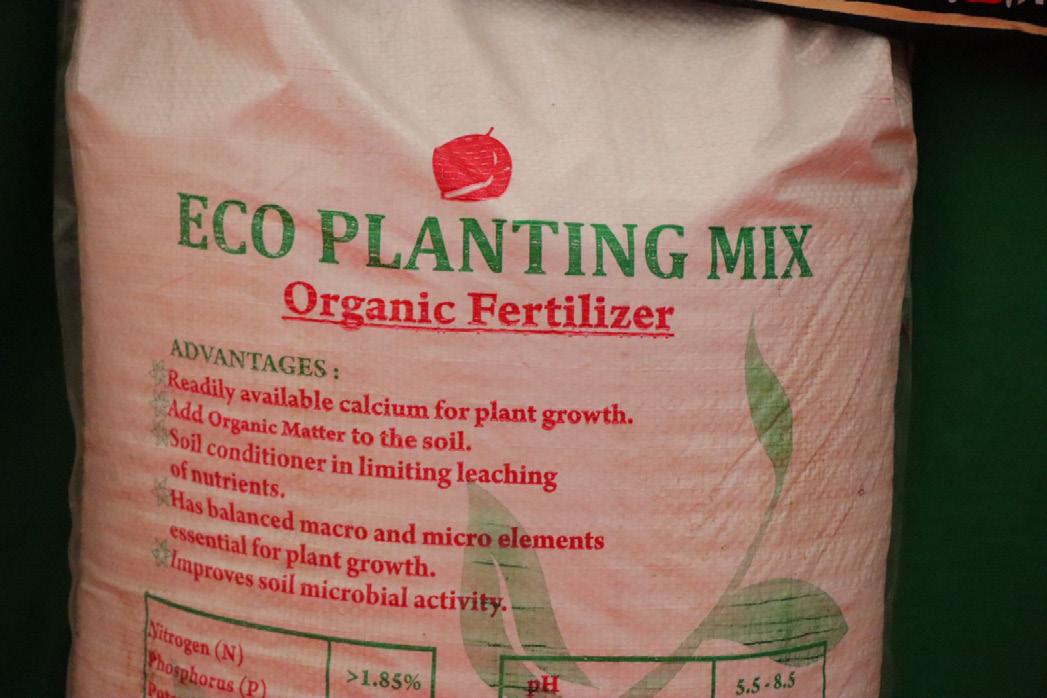 ECO PLANTING MIX
Organic Fertilizer
ADVANTAGES :
Readily available calcium for plant growth.
Add Organic Matter to the soil.
Soil conditioner in limiting leaching
of nutrients.
Has balanced macro and micro elements
essential for plant growth.
Improves soil microbial activity.
Nitrogen (N)
Phosphorus (P)
>1.85%
pH
5.5-8.5